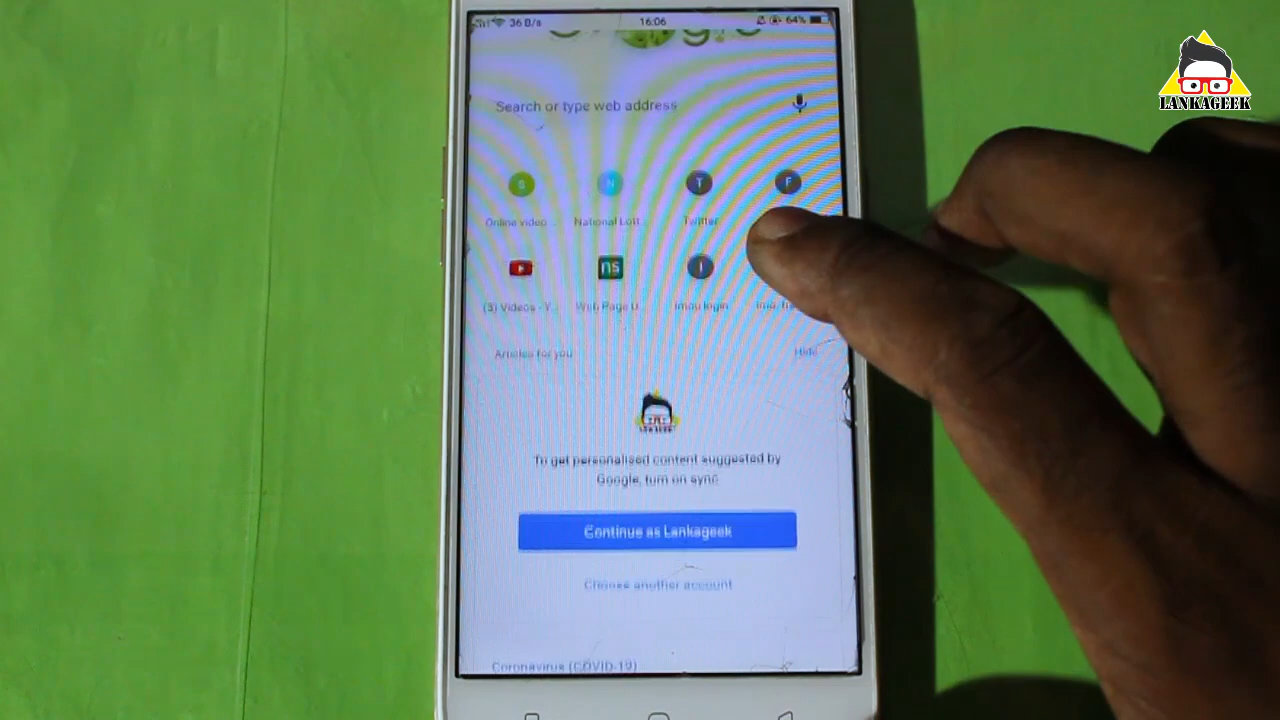 36 B/s 16:06 64%
LANKAGEEK
Search or type web address
S N T F
Online video ... National Lott... Twitter
ns I
(3) Videos - Y... Web Page U... imou login
Articles for you Hide
To get personalised content suggested by
Google, turn on sync
Continue as Lankageek
Choose another account
Coronavirus (COVID-19)